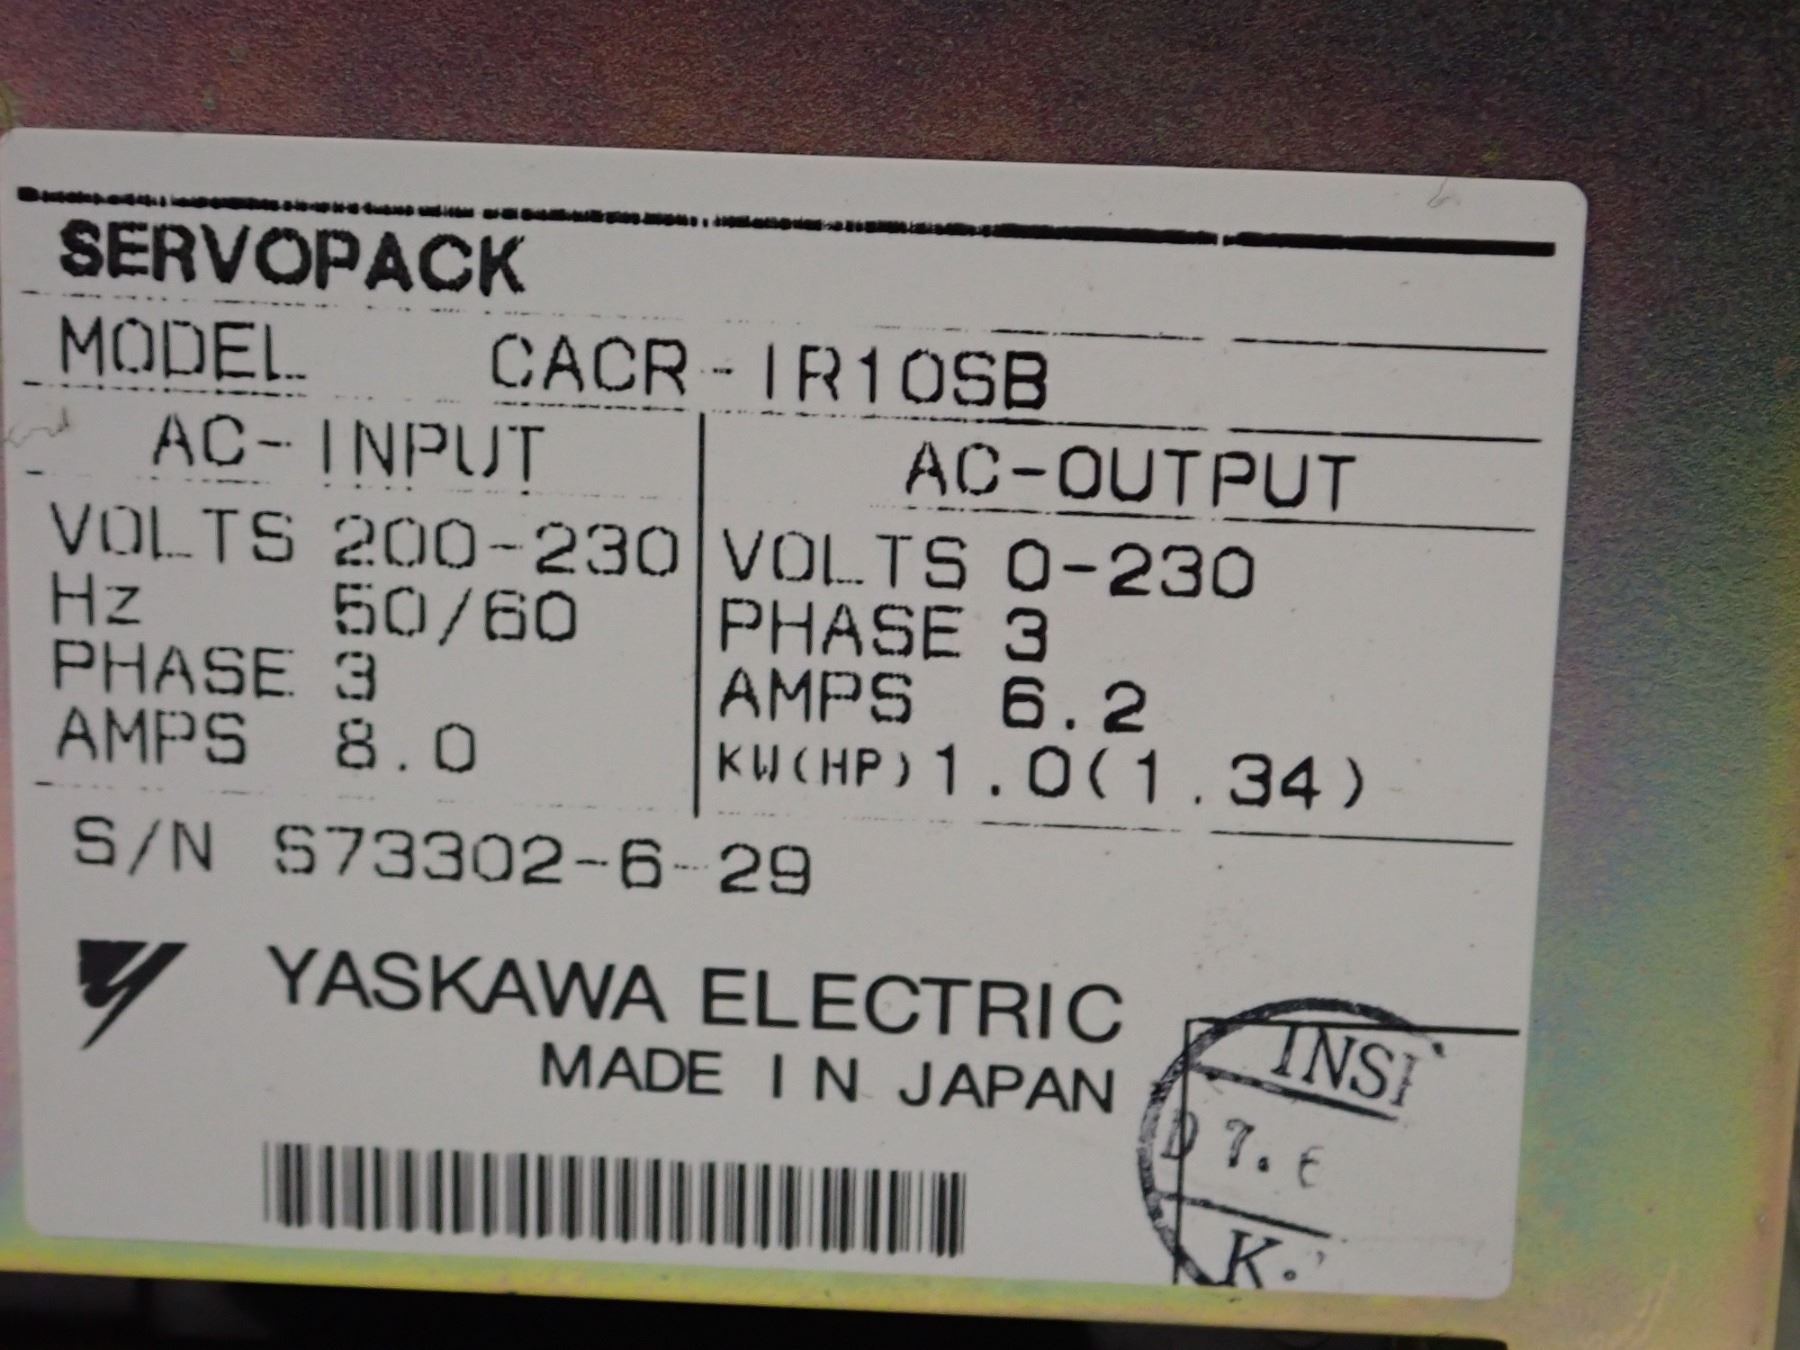 SERVOPACK
MODEL CACR-IR10SB
AC-INPUT
VOLTS 200-230
Hz 50/60
PHASE 3
AMPS 8.0
AC-OUTPUT
VOLTS 0-230
PHASE 3
AMPS 6.2
KW(HP) 1.0(1.34)
S/N S73302-6-29
YASKAWA ELECTRIC
MADE IN JAPAN
D 7.
K.